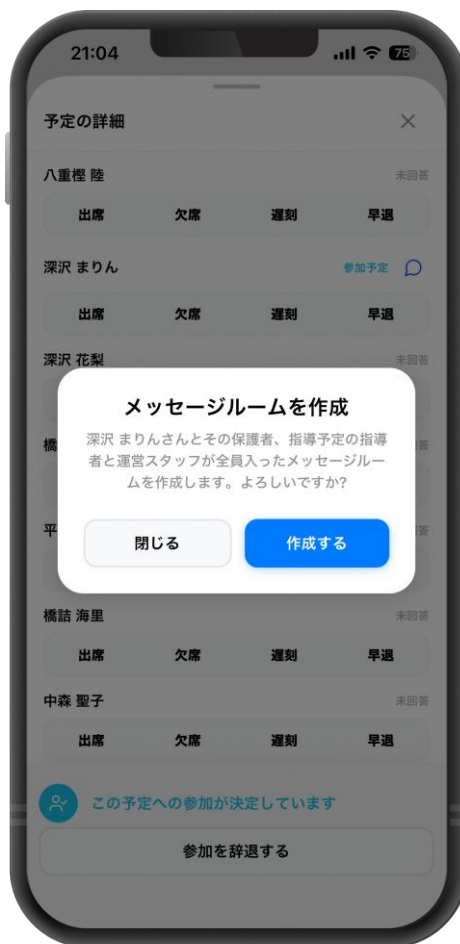 21:04
75
予定の詳細
八重樫 陸
未回答
出席 欠席 遅刻 早退
深沢 まりん
参加予定
出席 欠席 遅刻 早退
深沢 花梨
未回答
メッセージルームを作成
深沢 まりんさんとその保護者、指導予定の指導
者と運営スタッフが全員入ったメッセージルー
ムを作成します。よろしいですか?
閉じる 作成する
橋
答
平
答
橋詰 海里
未回答
出席 欠席 遅刻 早退
中森 聖子
未回答
出席 欠席 遅刻 早退
この予定への参加が決定しています
参加を辞退する